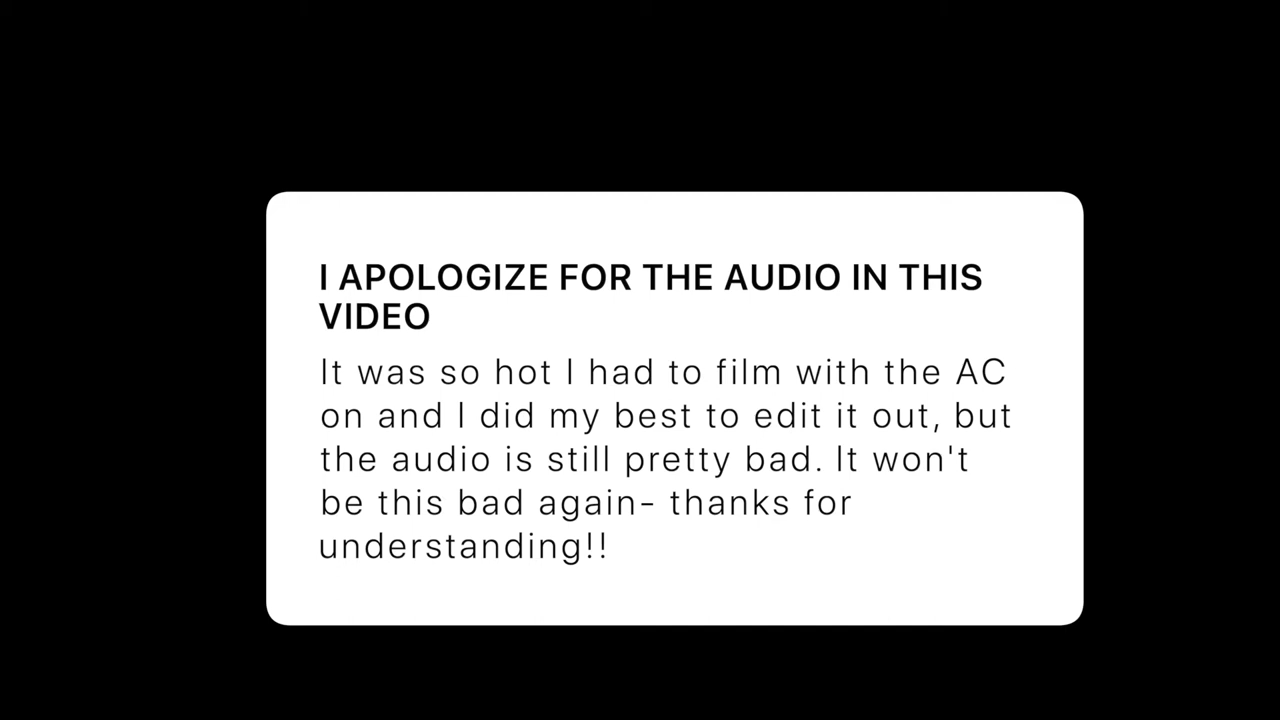 I APOLOGIZE FOR THE AUDIO IN THIS
VIDEO
It was so hot I had to film with the AC
on and I did my best to edit it out, but
the audio is still pretty bad. It won't
be this bad again- thanks for
understanding!!